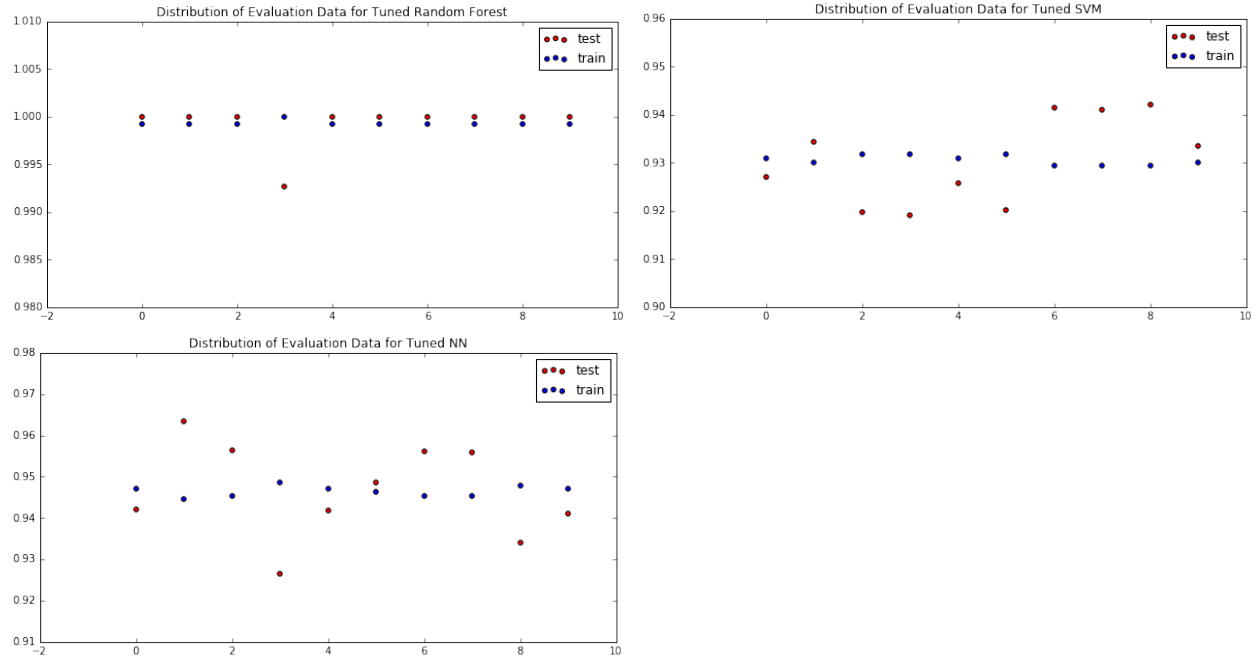 Distribution of Evaluation Data for Tuned Random Forest
1.010
1.005
1.000
0.995
0.990
0.985
0.980
−2 0 2 4 6 8 10
test
train
Distribution of Evaluation Data for Tuned SVM
0.96
0.95
0.94
0.93
0.92
0.91
0.90
−2 0 2 4 6 8 10
test
train
Distribution of Evaluation Data for Tuned NN
0.98
0.97
0.96
0.95
0.94
0.93
0.92
0.91
−2 0 2 4 6 8 10
test
train